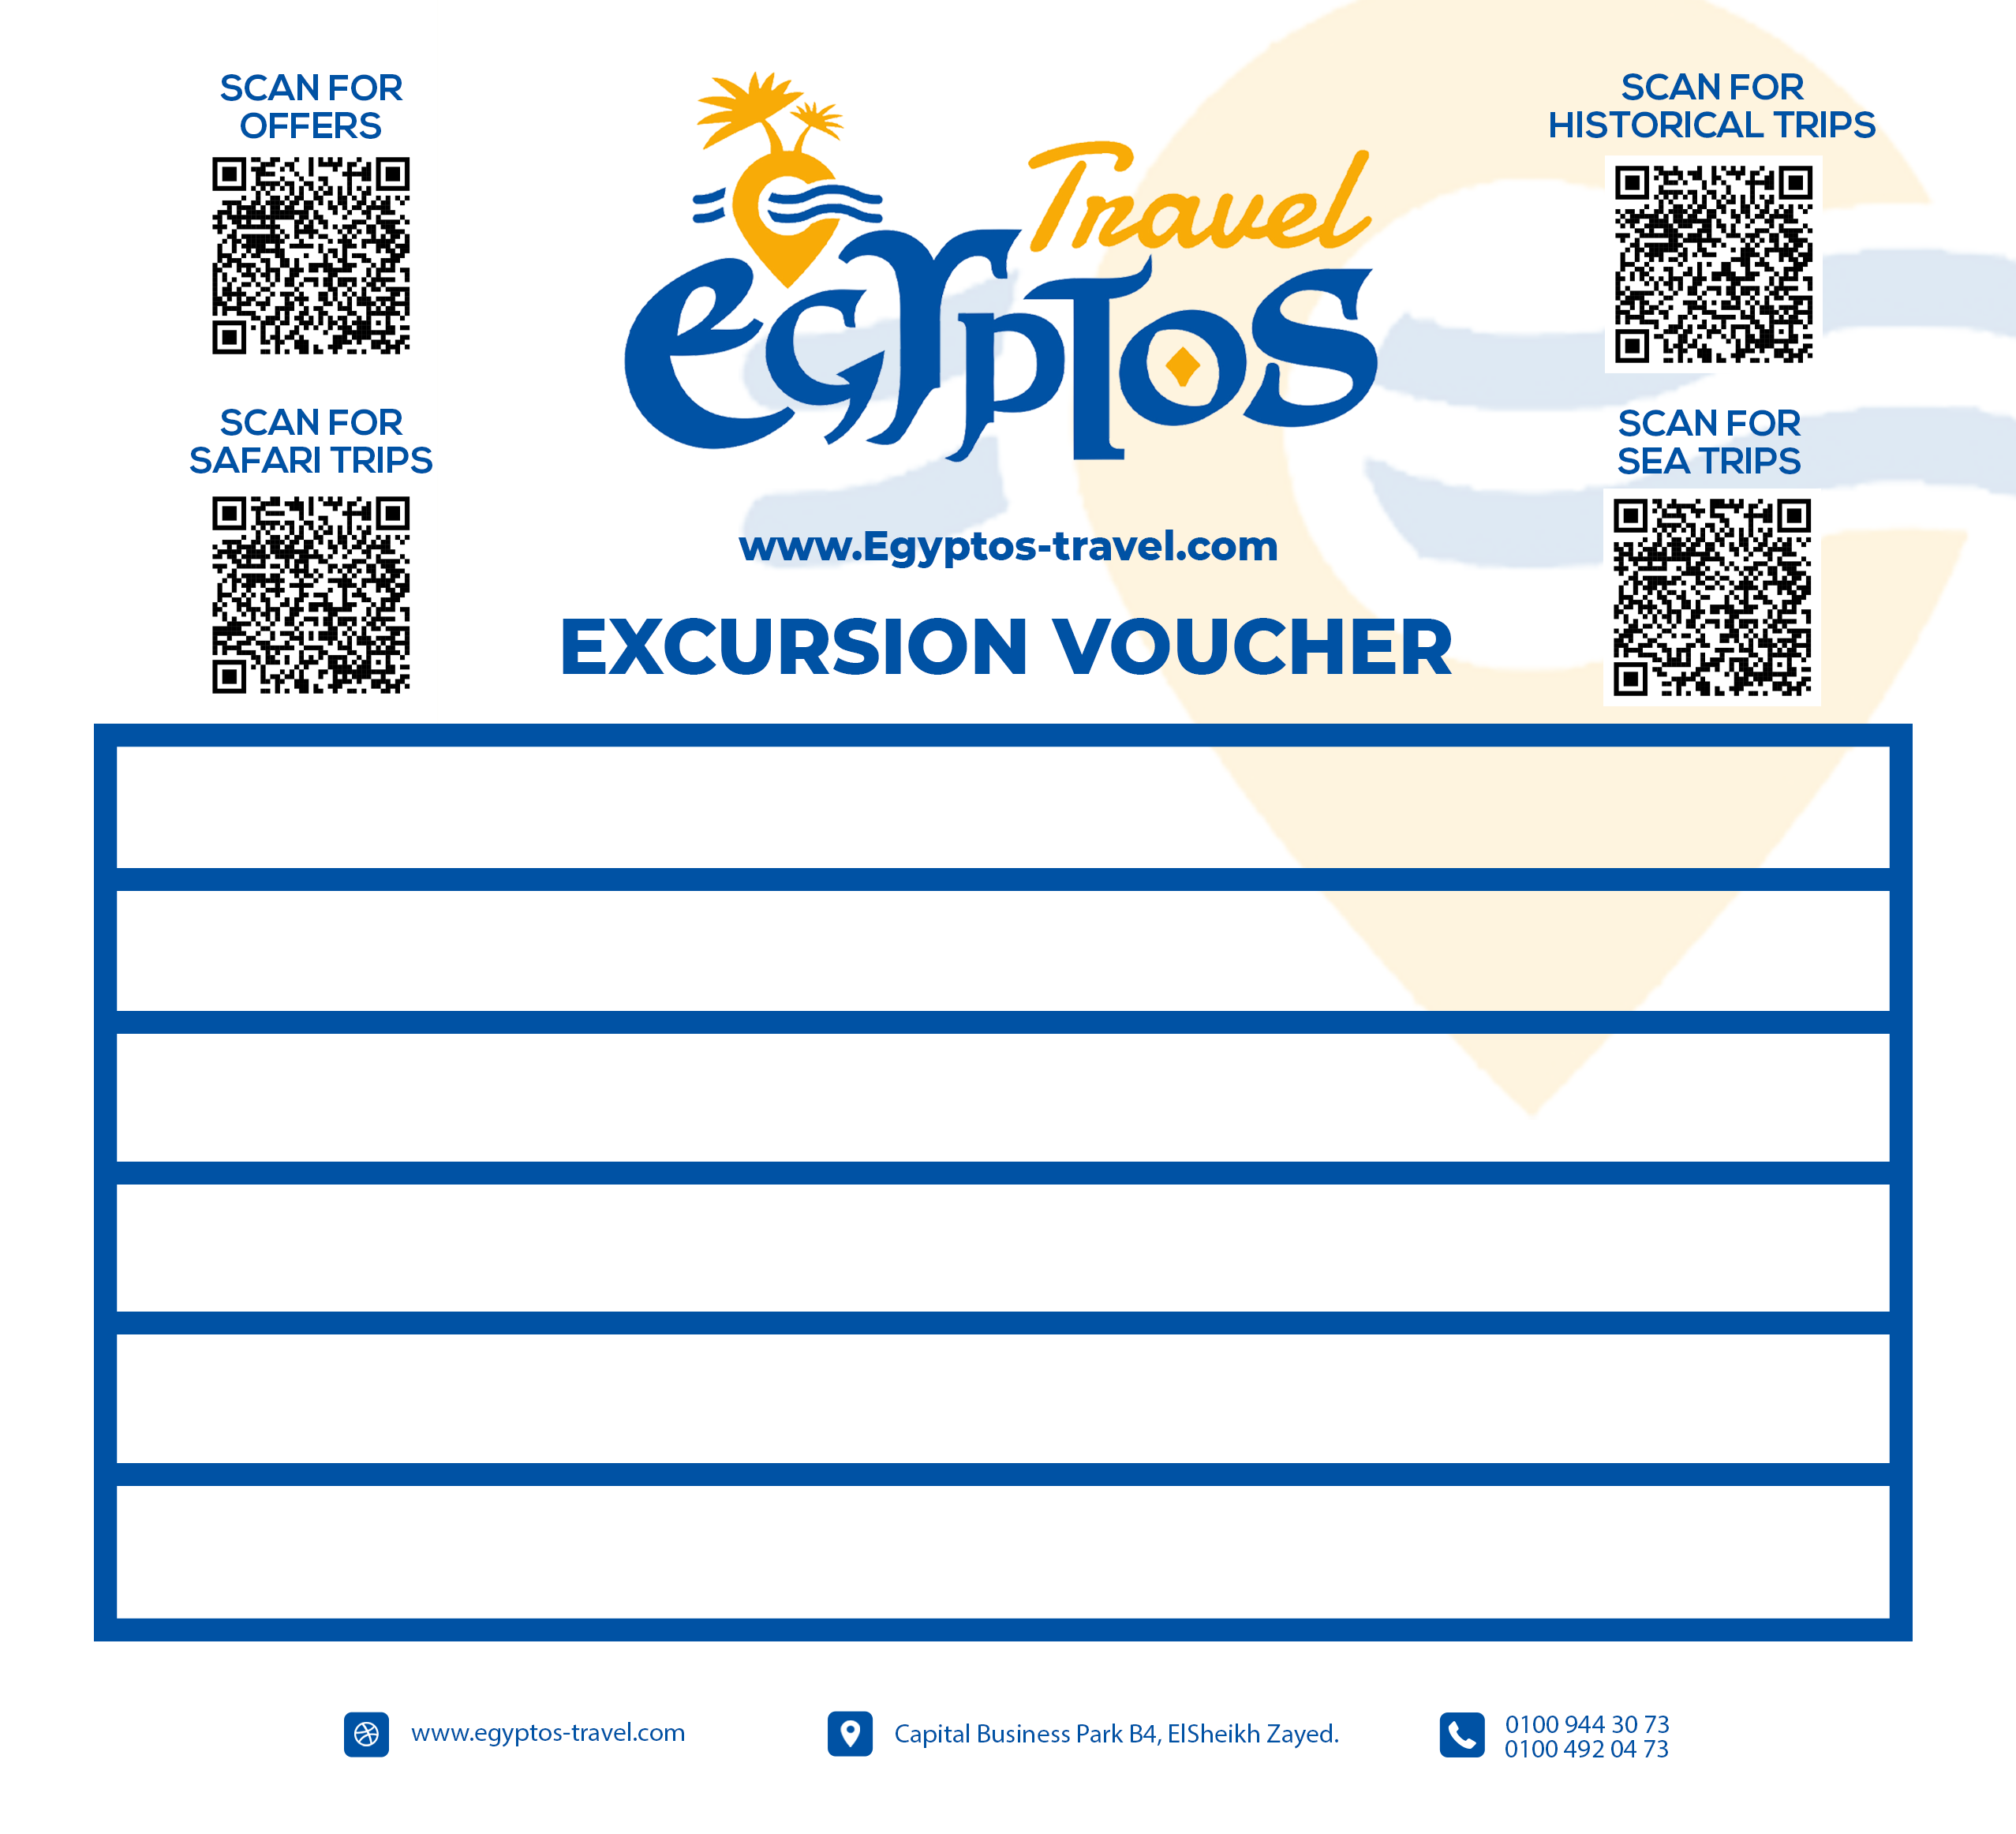 SCAN FOR
OFFERS
SCAN FOR
HISTORICAL TRIPS
Travel
egyptos
SCAN FOR
SAFARI TRIPS
SCAN FOR
SEA TRIPS
www.Egyptos-travel.com
EXCURSION VOUCHER
www.egyptos-travel.com
Capital Business Park B4, ElSheikh Zayed.
0100 944 30 73
0100 492 04 73